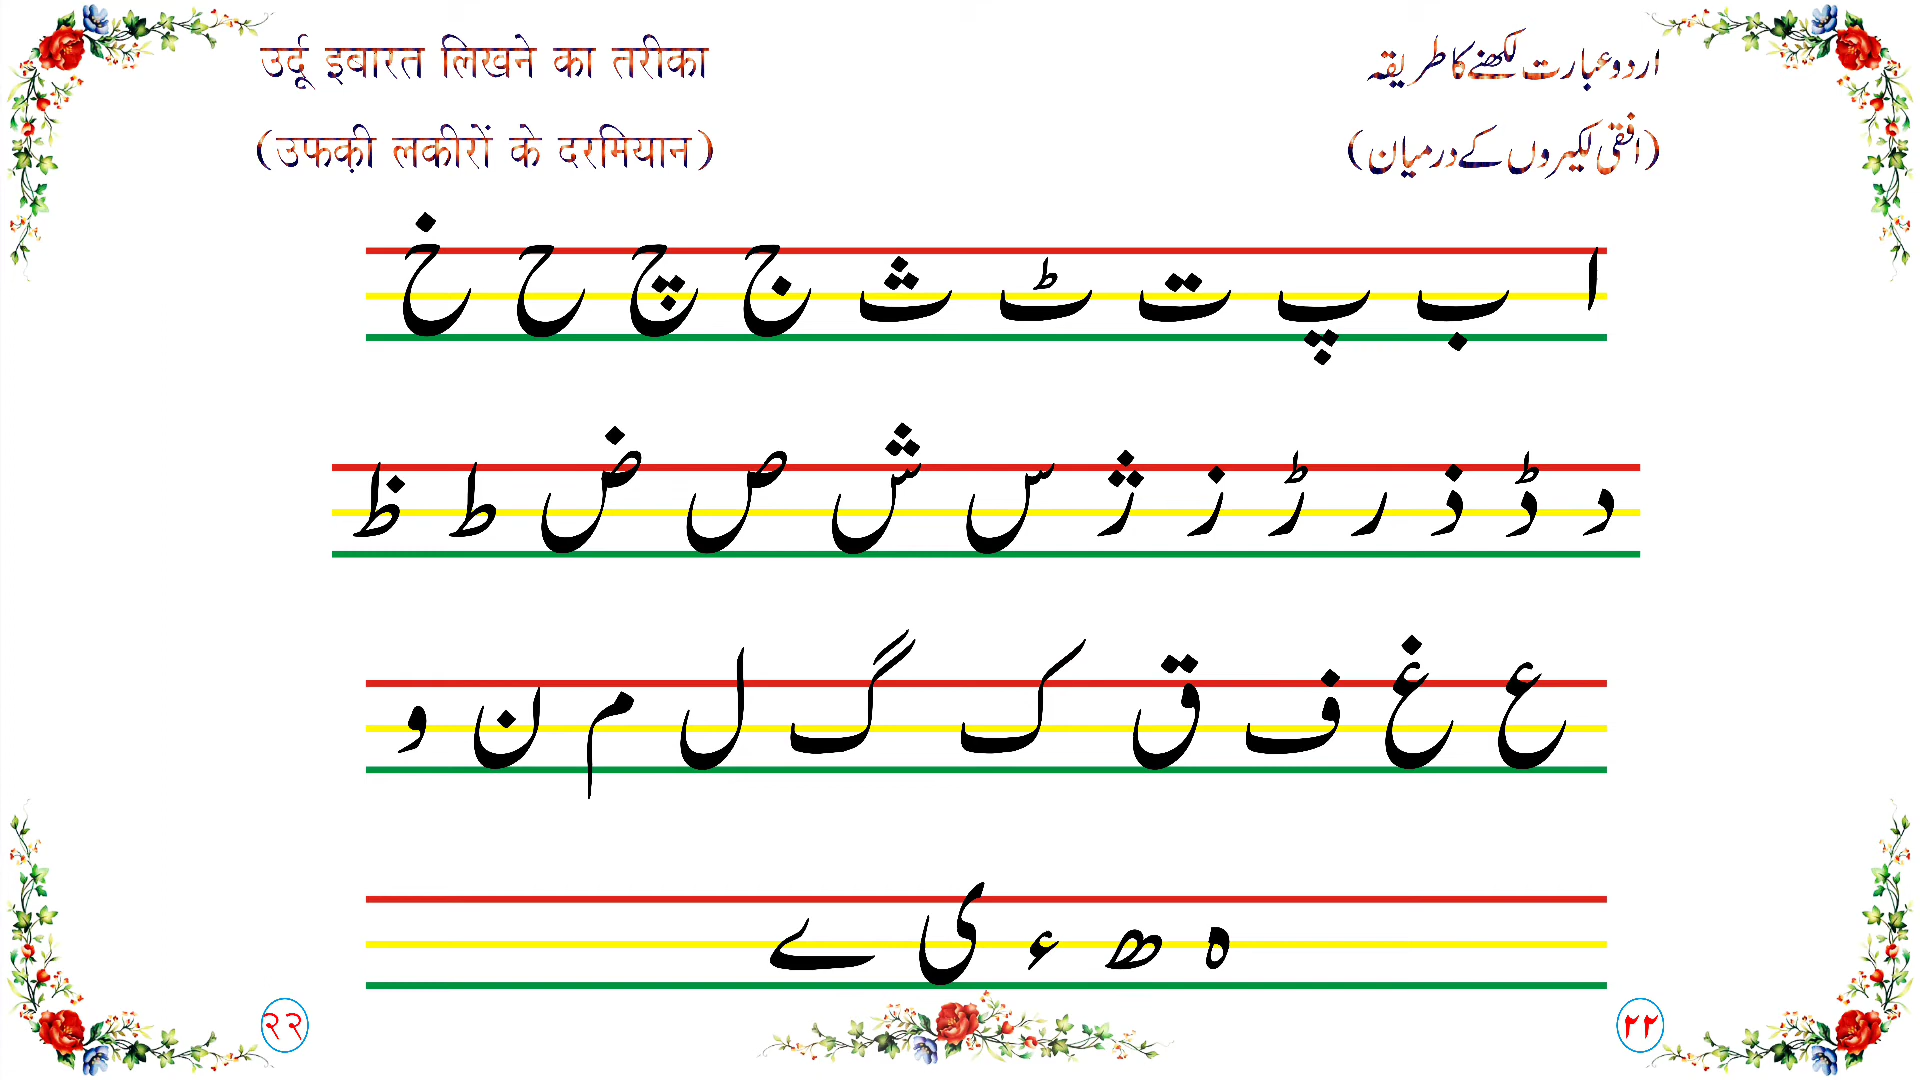 उर्दू इबारत लिखने का तरीका
اردو عبارت لکھنے کا طریقہ
(उफक़ी लकीरों के दरमियान)
(افقی لکیروں کے درمیان)
ا ب پ ت ٹ ث ج چ ح خ
د ڈ ذ ر ڑ ز ژ س ش ص ض ط ظ
ع غ ف ق ک گ ل م ن و
ہ ھ ء ی ے
२२
۲۲